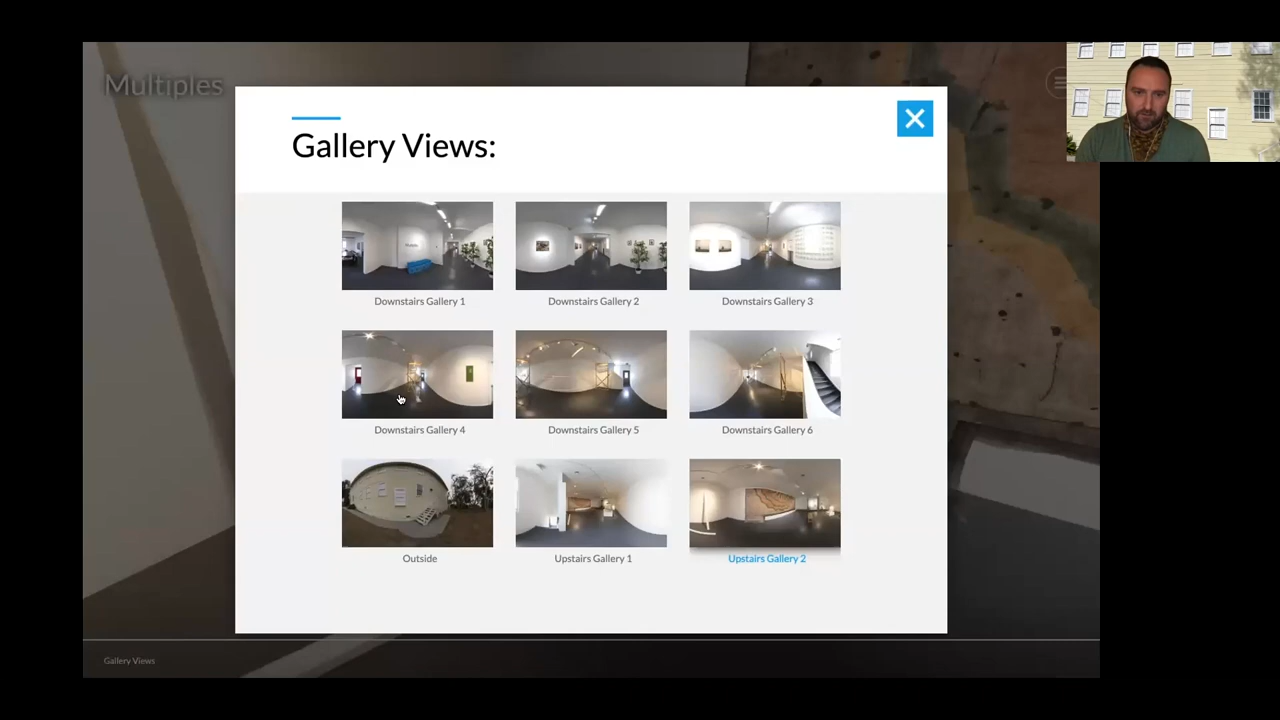 Multiples
Gallery Views:
Downstairs Gallery 1
Downstairs Gallery 2
Downstairs Gallery 3
Downstairs Gallery 4
Downstairs Gallery 5
Downstairs Gallery 6
Outside
Upstairs Gallery 1
Upstairs Gallery 2
Gallery Views